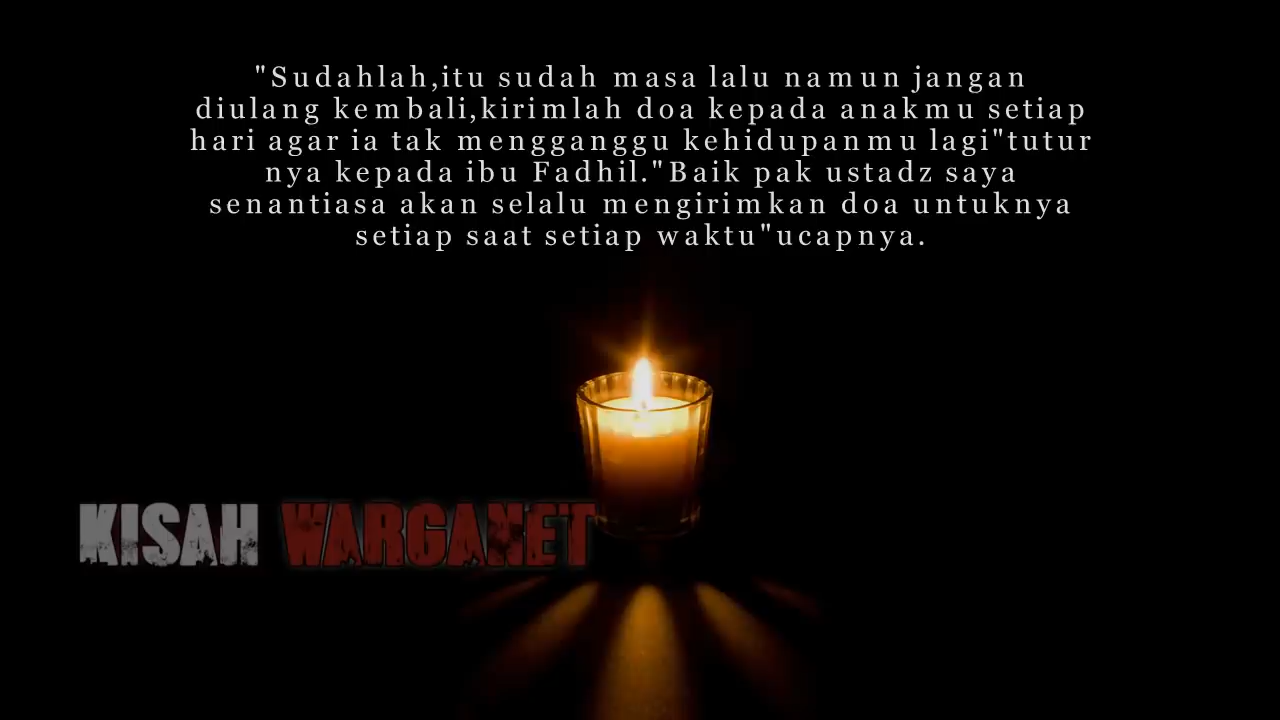 "Sudahlah,itu sudah masa lalu namun jangan
diulang kembali,kirimlah doa kepada anakmu setiap
hari agar ia tak mengganggu kehidupanmu lagi"tutur
nya kepada ibu Fadhil."Baik pak ustadz saya
senantiasa akan selalu mengirimkan doa untuknya
setiap saat setiap waktu"ucapnya.
KISAH WARGANET